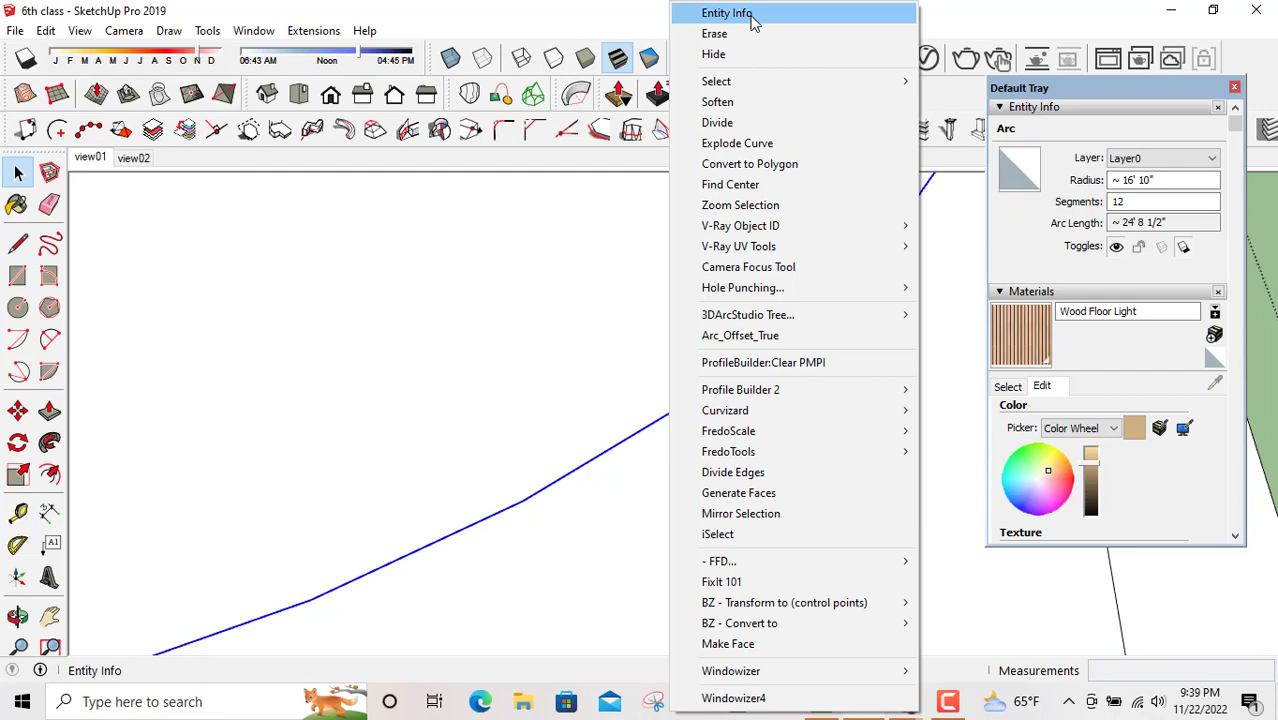 6th class - SketchUp Pro 2019
File Edit View Camera Draw Tools Window Extensions Help
J F M A M J J A S O N D
06:43 AM Noon 04:45 PM
view01 view02
A1
Entity Info
Erase
Hide
Select
Soften
Divide
Explode Curve
Convert to Polygon
Find Center
Zoom Selection
V-Ray Object ID
V-Ray UV Tools
Camera Focus Tool
Hole Punching...
3DArcStudio Tree...
Arc_Offset_True
ProfileBuilder:Clear PMPI
Profile Builder 2
Curvizard
FredoScale
FredoTools
Divide Edges
Generate Faces
Mirror Selection
iSelect
- FFD...
FixIt 101
BZ - Transform to (control points)
BZ - Convert to
Make Face
Windowizer
Windowizer4
Default Tray
Entity Info
Arc
Layer: Layer0
Radius: ~ 16' 10"
Segments: 12
Arc Length: ~ 24' 8 1/2"
Toggles:
Materials
Wood Floor Light
Select Edit
Color
Picker: Color Wheel
Texture
Entity Info
Measurements
Type here to search
65°F
9:39 PM
11/22/2022
1